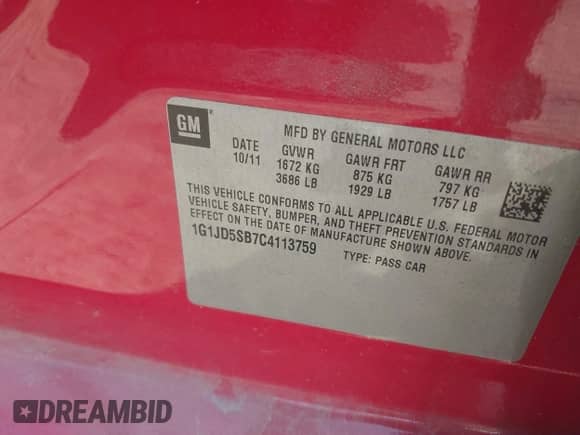 GM
MFD BY GENERAL MOTORS LLC
DATE GVWR GAWR FRT GAWR RR
10/11 1672 KG 875 KG 797 KG
3686 LB 1929 LB 1757 LB
THIS VEHICLE CONFORMS TO ALL APPLICABLE U.S. FEDERAL MOTOR
VEHICLE SAFETY, BUMPER, AND THEFT PREVENTION STANDARDS IN
EFFECT ON THE DATE OF MANUFACTURE SHOWN ABOVE.
1G1JD5SB7C4113759
TYPE: PASS CAR
DREAMBID